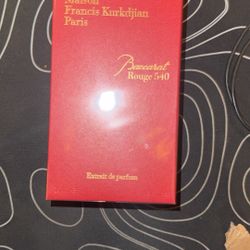 Maison
Francis Kurkdjian
Paris
Baccarat
Rouge 540
Extrait de parfum